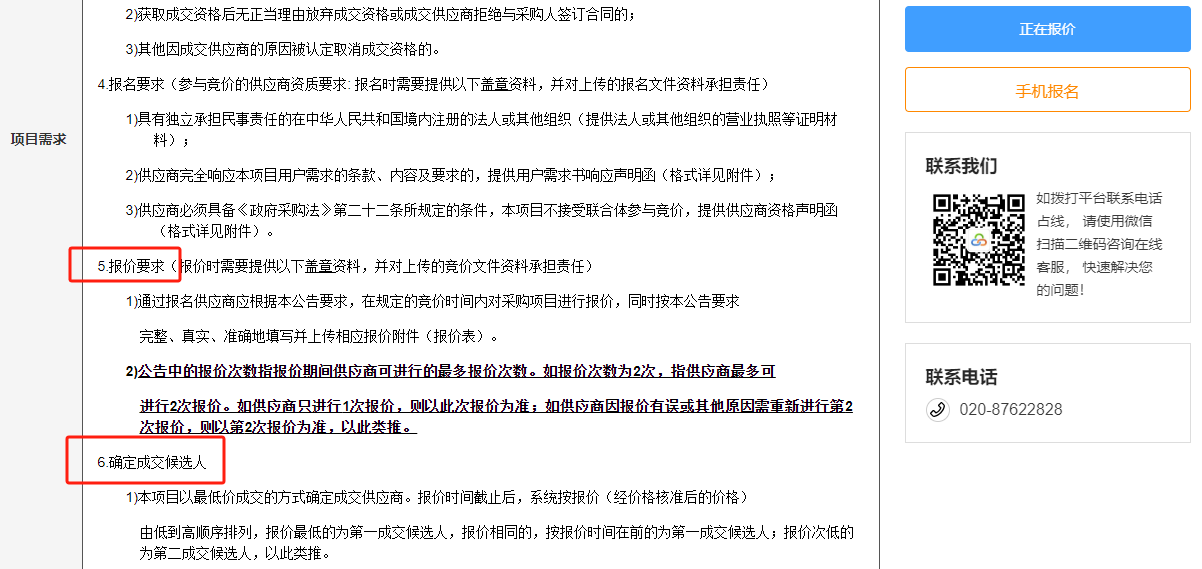 2)获取成交资格后无正当理由放弃成交资格或成交供应商拒绝与采购人签订合同的；
3)其他因成交供应商的原因被认定取消成交资格的。
4.报名要求（参与竞价的供应商资质要求: 报名时需要提供以下盖章资料，并对上传的报名文件资料承担责任）
1)具有独立承担民事责任的在中华人民共和国境内注册的法人或其他组织（提供法人或其他组织的营业执照等证明材
料）；
项目需求
2)供应商完全响应本项目用户需求的条款、内容及要求的，提供用户需求书响应声明函（格式详见附件）；
3)供应商必须具备《政府采购法》第二十二条所规定的条件，本项目不接受联合体参与竞价，提供供应商资格声明函
（格式详见附件）。
5.报价要求（报价时需要提供以下盖章资料，并对上传的竞价文件资料承担责任）
1)通过报名供应商应根据本公告要求，在规定的竞价时间内对采购项目进行报价，同时按本公告要求
完整、真实、准确地填写并上传相应报价附件（报价表）。
2)公告中的报价次数指报价期间供应商可进行的最多报价次数。如报价次数为2次，指供应商最多可
进行2次报价。如供应商只进行1次报价，则以此次报价为准；如供应商因报价有误或其他原因需重新进行第2
次报价，则以第2次报价为准，以此类推。
6.确定成交候选人
1)本项目以最低价成交的方式确定成交供应商。报价时间截止后，系统按报价（经价格核准后的价格）
由低到高顺序排列，报价最低的为第一成交候选人，报价相同的，按报价时间在前的为第一成交候选人；报价次低的
为第二成交候选人，以此类推。
正在报价
手机报名
联系我们
如拨打平台联系电话
占线， 请使用微信
扫描二维码咨询在线
客服， 快速解决您
的问题！
联系电话
020-87622828